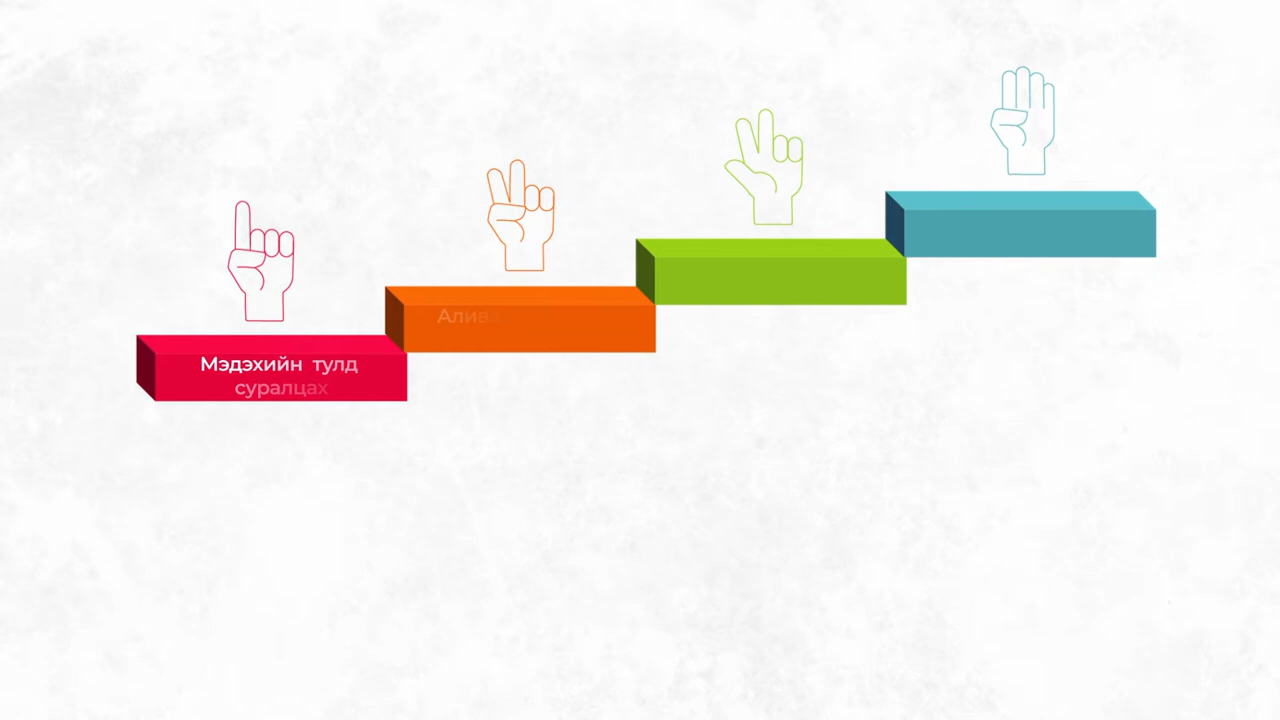 Мэдэхийн тулд
суралцах